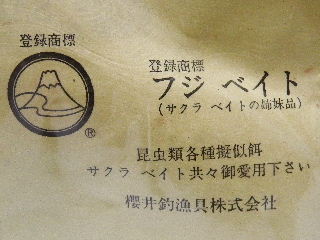 登録商標
®
登録商標
フジ ベイト
(サクラ ベイトの姉妹品)
昆虫類各種擬似餌
サクラ ベイト共々御愛用下さい
櫻井釣漁具株式会社